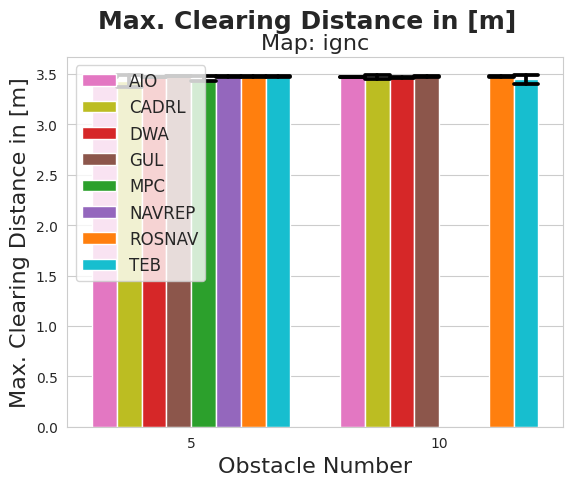 Max. Clearing Distance in [m]
Map: ignc
Max. Clearing Distance in [m]
3.5
3.0
2.5
2.0
1.5
1.0
0.5
0.0
AIO
CADRL
DWA
GUL
MPC
NAVREP
ROSNAV
TEB
5
10
Obstacle Number